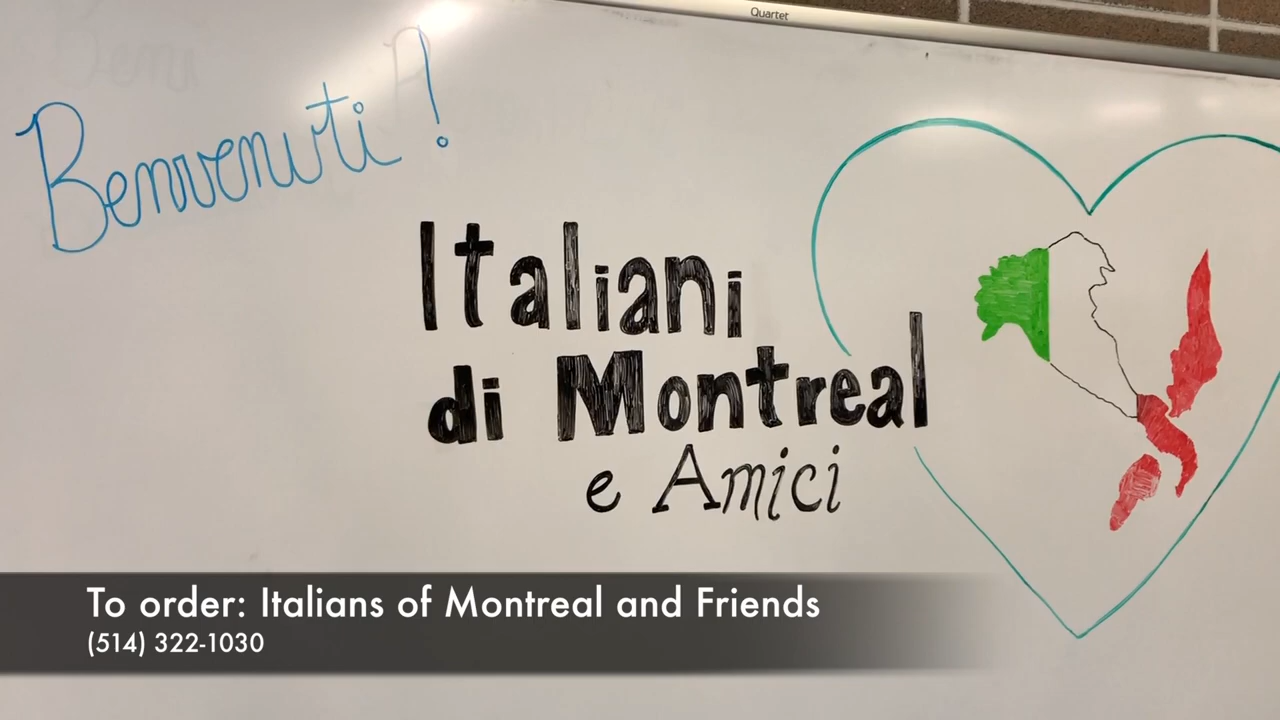 Quartet
Benvenuti !
Italiani
di Montreal
e Amici
To order: Italians of Montreal and Friends
(514) 322-1030